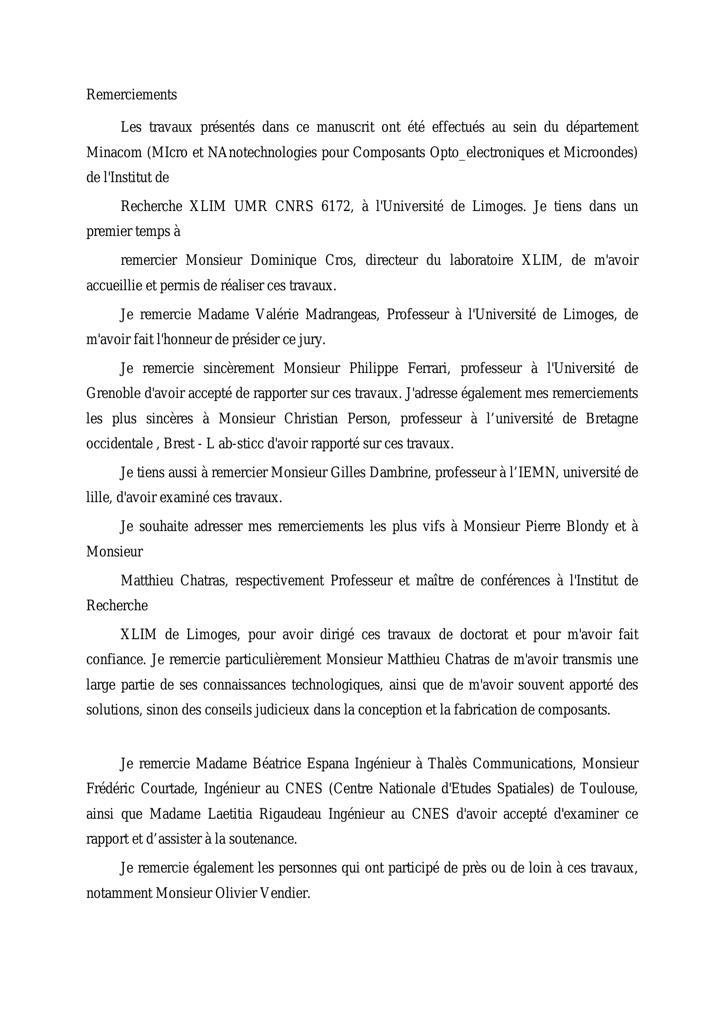 Remerciements
Les travaux présentés dans ce manuscrit ont été effectués au sein du département
Minacom (MIcro et NAnotechnologies pour Composants Opto_electroniques et Microondes)
de l'Institut de
Recherche XLIM UMR CNRS 6172, à l'Université de Limoges. Je tiens dans un
premier temps à
remercier Monsieur Dominique Cros, directeur du laboratoire XLIM, de m'avoir
accueillie et permis de réaliser ces travaux.
Je remercie Madame Valérie Madrangeas, Professeur à l'Université de Limoges, de
m'avoir fait l'honneur de présider ce jury.
Je remercie sincèrement Monsieur Philippe Ferrari, professeur à l'Université de
Grenoble d'avoir accepté de rapporter sur ces travaux. J'adresse également mes remerciements
les plus sincères à Monsieur Christian Person, professeur à l’université de Bretagne
occidentale , Brest - L ab-sticc d'avoir rapporté sur ces travaux.
Je tiens aussi à remercier Monsieur Gilles Dambrine, professeur à l’IEMN, université de
lille, d'avoir examiné ces travaux.
Je souhaite adresser mes remerciements les plus vifs à Monsieur Pierre Blondy et à
Monsieur
Matthieu Chatras, respectivement Professeur et maître de conférences à l'Institut de
Recherche
XLIM de Limoges, pour avoir dirigé ces travaux de doctorat et pour m'avoir fait
confiance. Je remercie particulièrement Monsieur Matthieu Chatras de m'avoir transmis une
large partie de ses connaissances technologiques, ainsi que de m'avoir souvent apporté des
solutions, sinon des conseils judicieux dans la conception et la fabrication de composants.
Je remercie Madame Béatrice Espana Ingénieur à Thalès Communications, Monsieur
Frédéric Courtade, Ingénieur au CNES (Centre Nationale d'Etudes Spatiales) de Toulouse,
ainsi que Madame Laetitia Rigaudeau Ingénieur au CNES d'avoir accepté d'examiner ce
rapport et d’assister à la soutenance.
Je remercie également les personnes qui ont participé de près ou de loin à ces travaux,
notamment Monsieur Olivier Vendier.